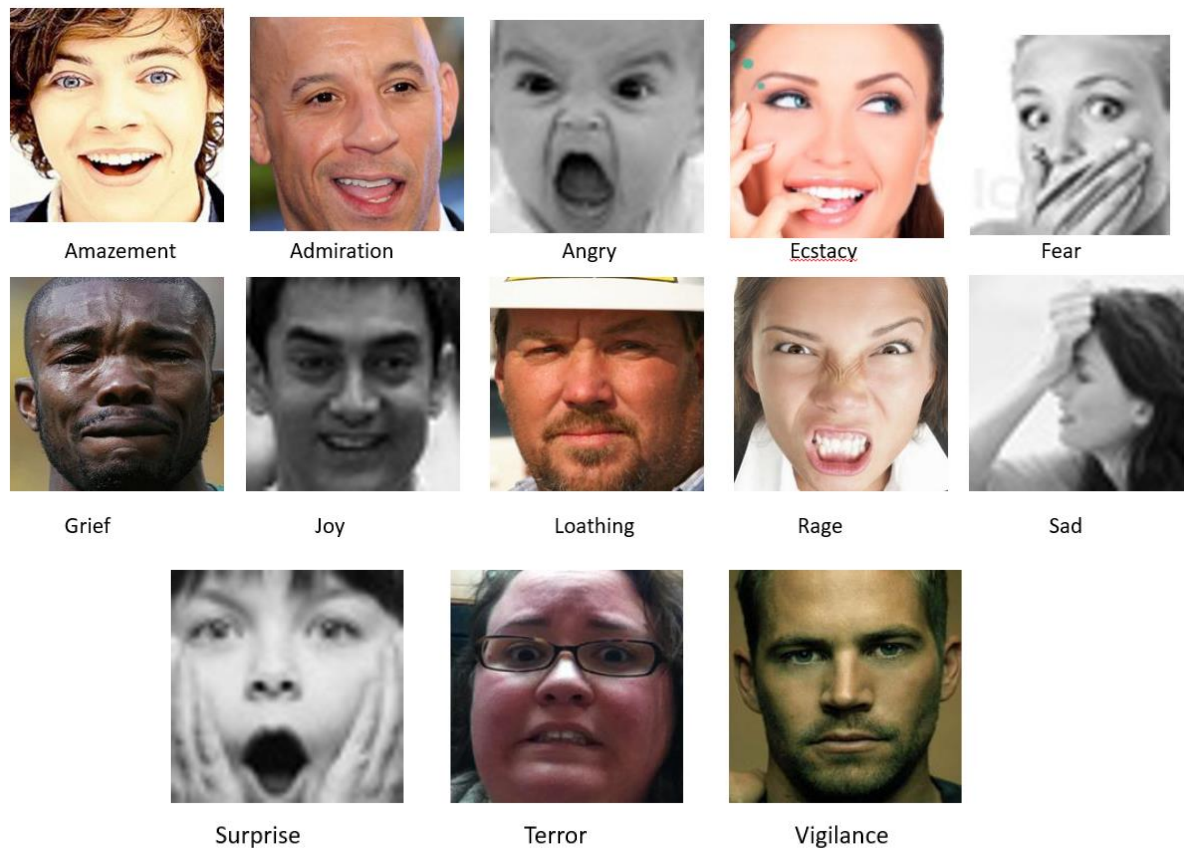 Amazement Admiration Angry Ecstacy Fear
Grief Joy Loathing Rage Sad
Surprise Terror Vigilance